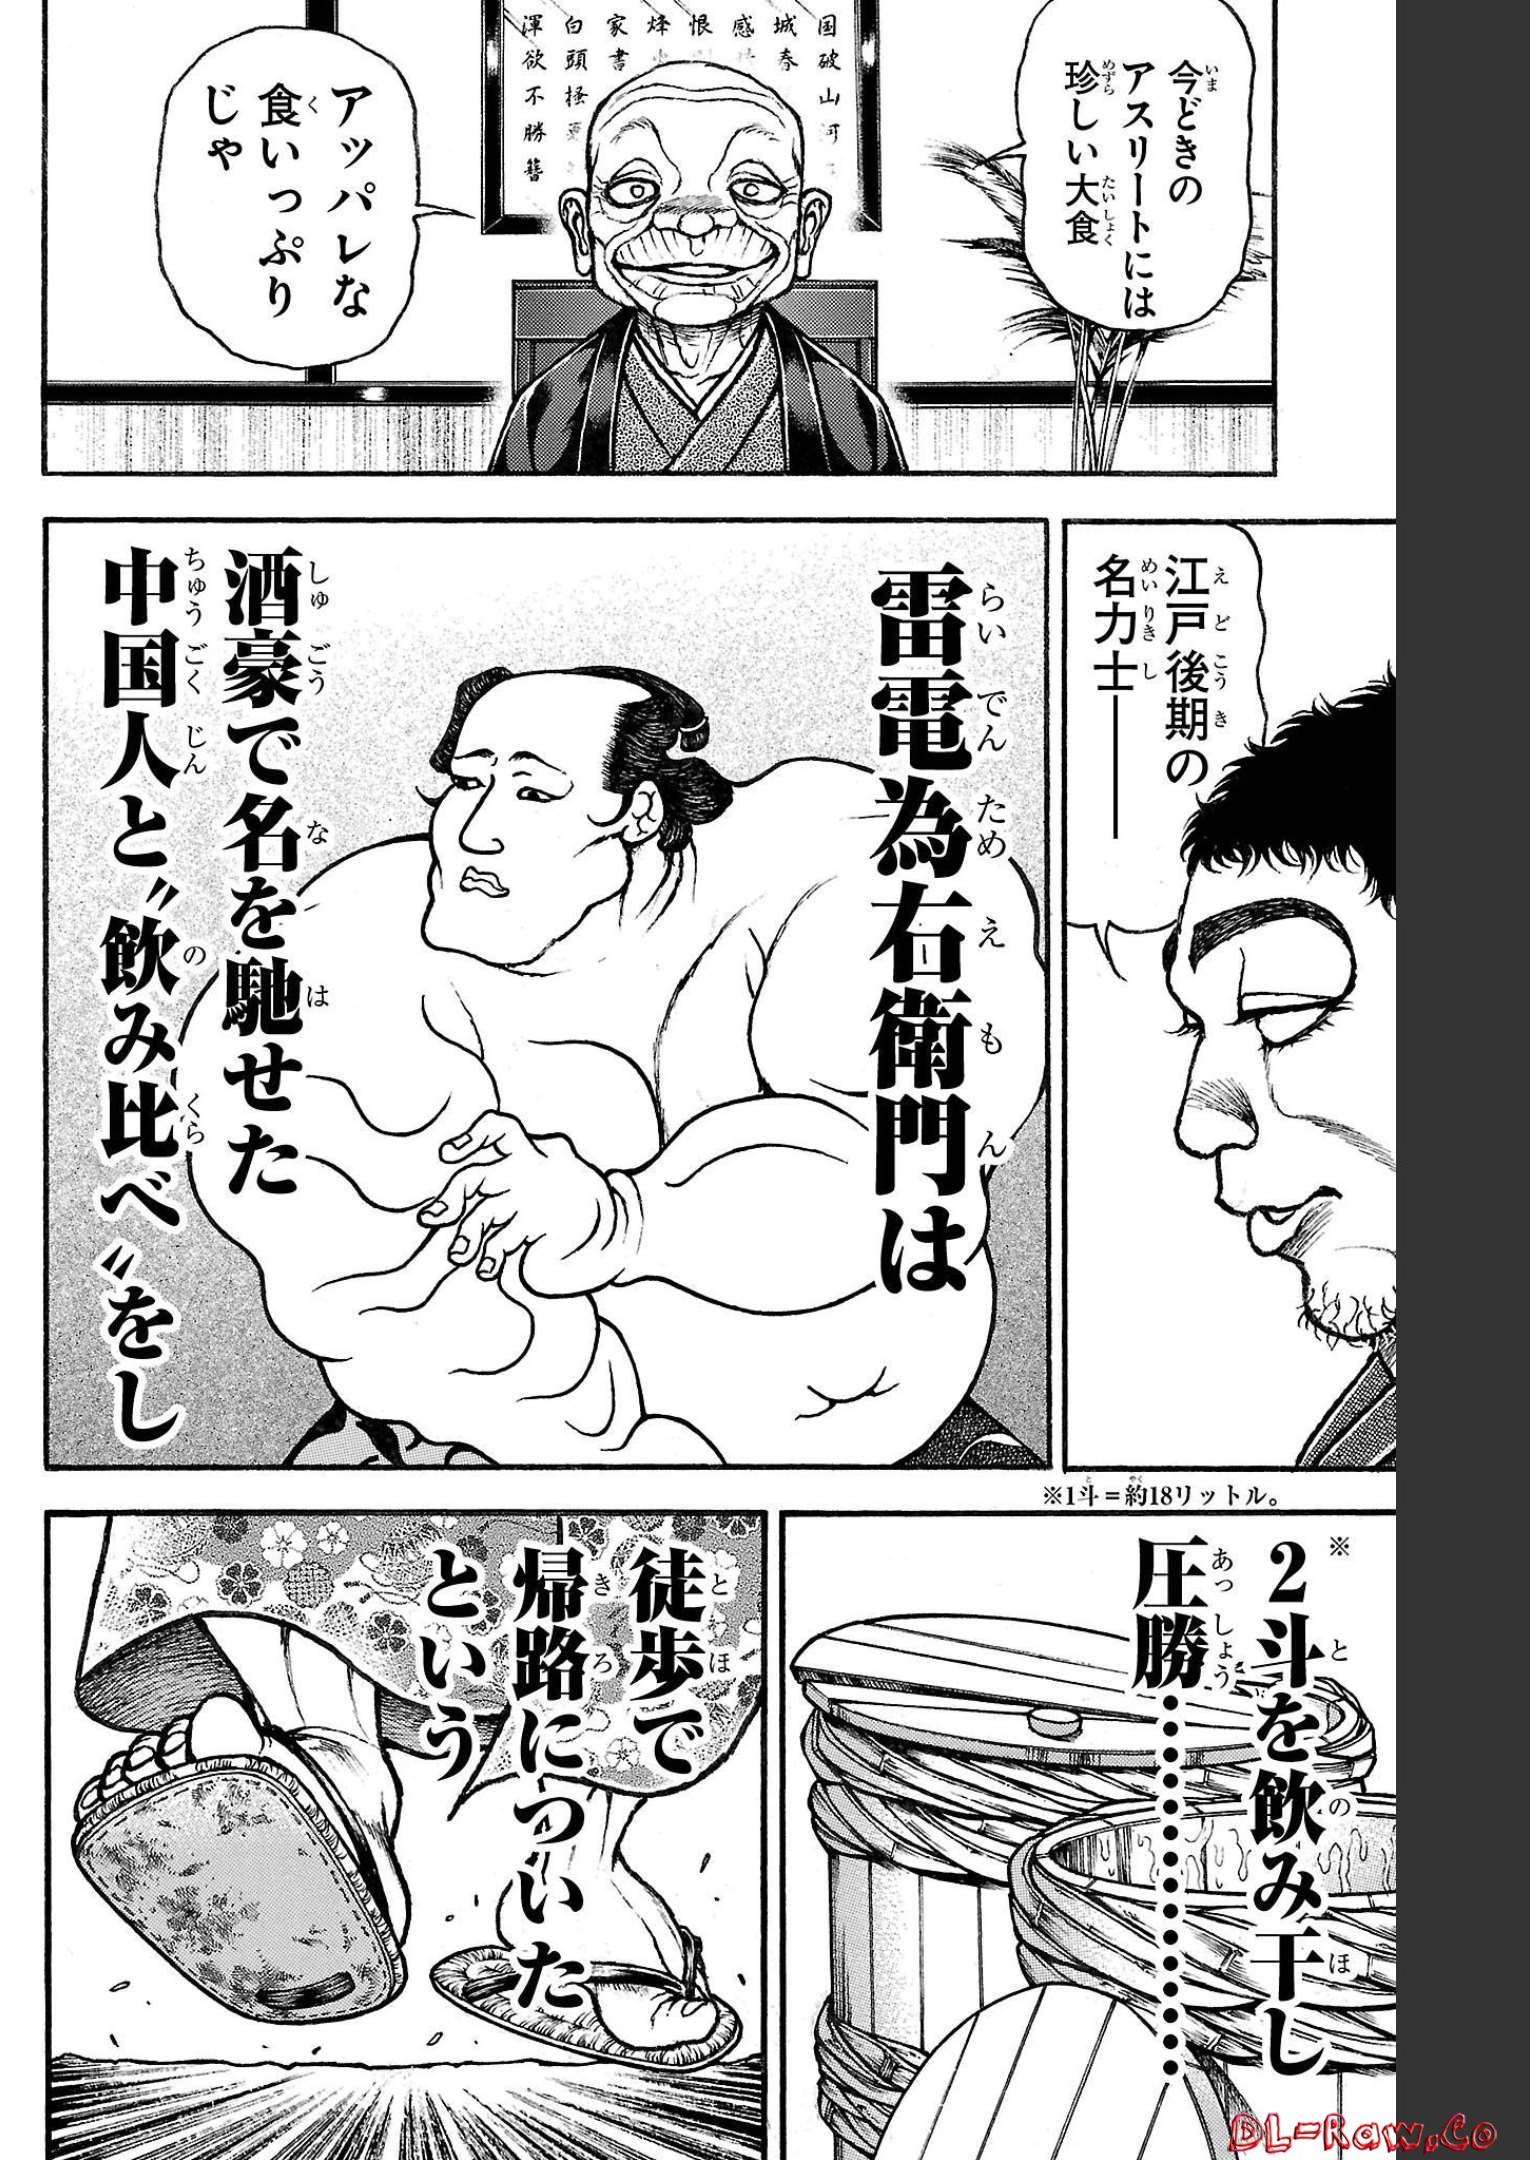 今どきの
アスリートには
珍しい大食
アッパレな
食いっぷり
じゃ
国破山河
城春
感
恨
烽
家書
白頭掻
渾欲不勝簪
江戸後期の
名力士――
雷電為右衛門は
酒豪で名を馳せた
中国人と〝飲み比べ〟をし
※1斗=約18リットル。
※2斗を飲み干し
圧勝………………
徒歩で
帰路についた
という
DL-Raw.Co